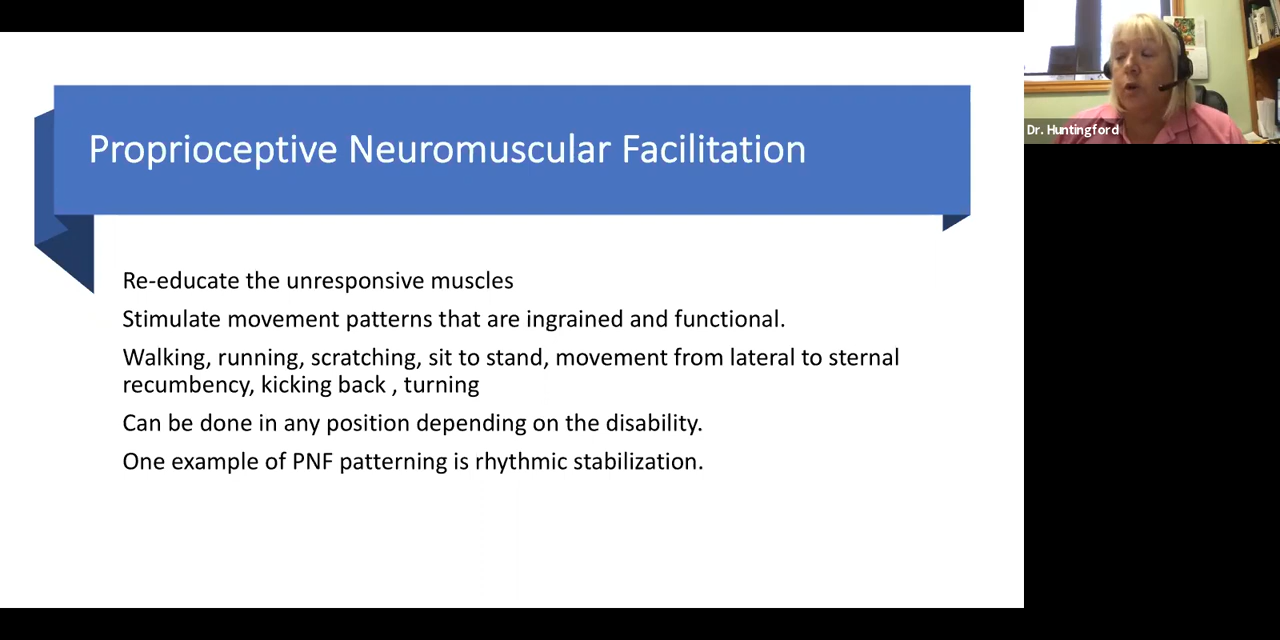 Proprioceptive Neuromuscular Facilitation
Re-educate the unresponsive muscles
Stimulate movement patterns that are ingrained and functional.
Walking, running, scratching, sit to stand, movement from lateral to sternal
recumbency, kicking back , turning
Can be done in any position depending on the disability.
One example of PNF patterning is rhythmic stabilization.
Dr. Huntingford